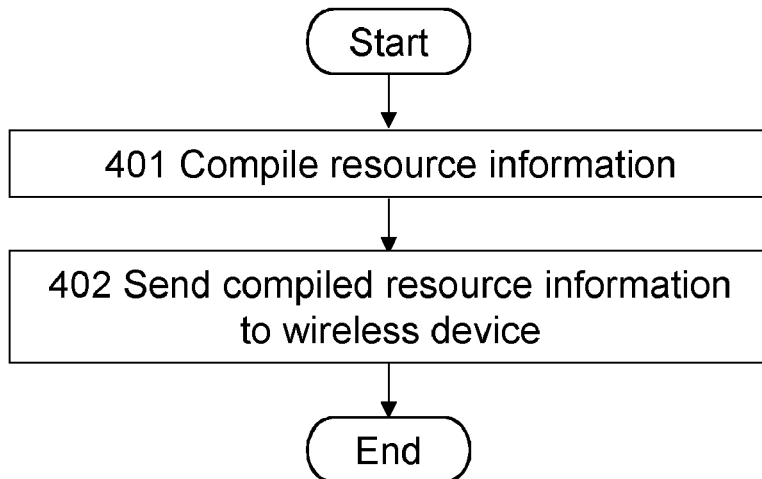 Start
401 Compile resource information
402 Send compiled resource information
to wireless device
End